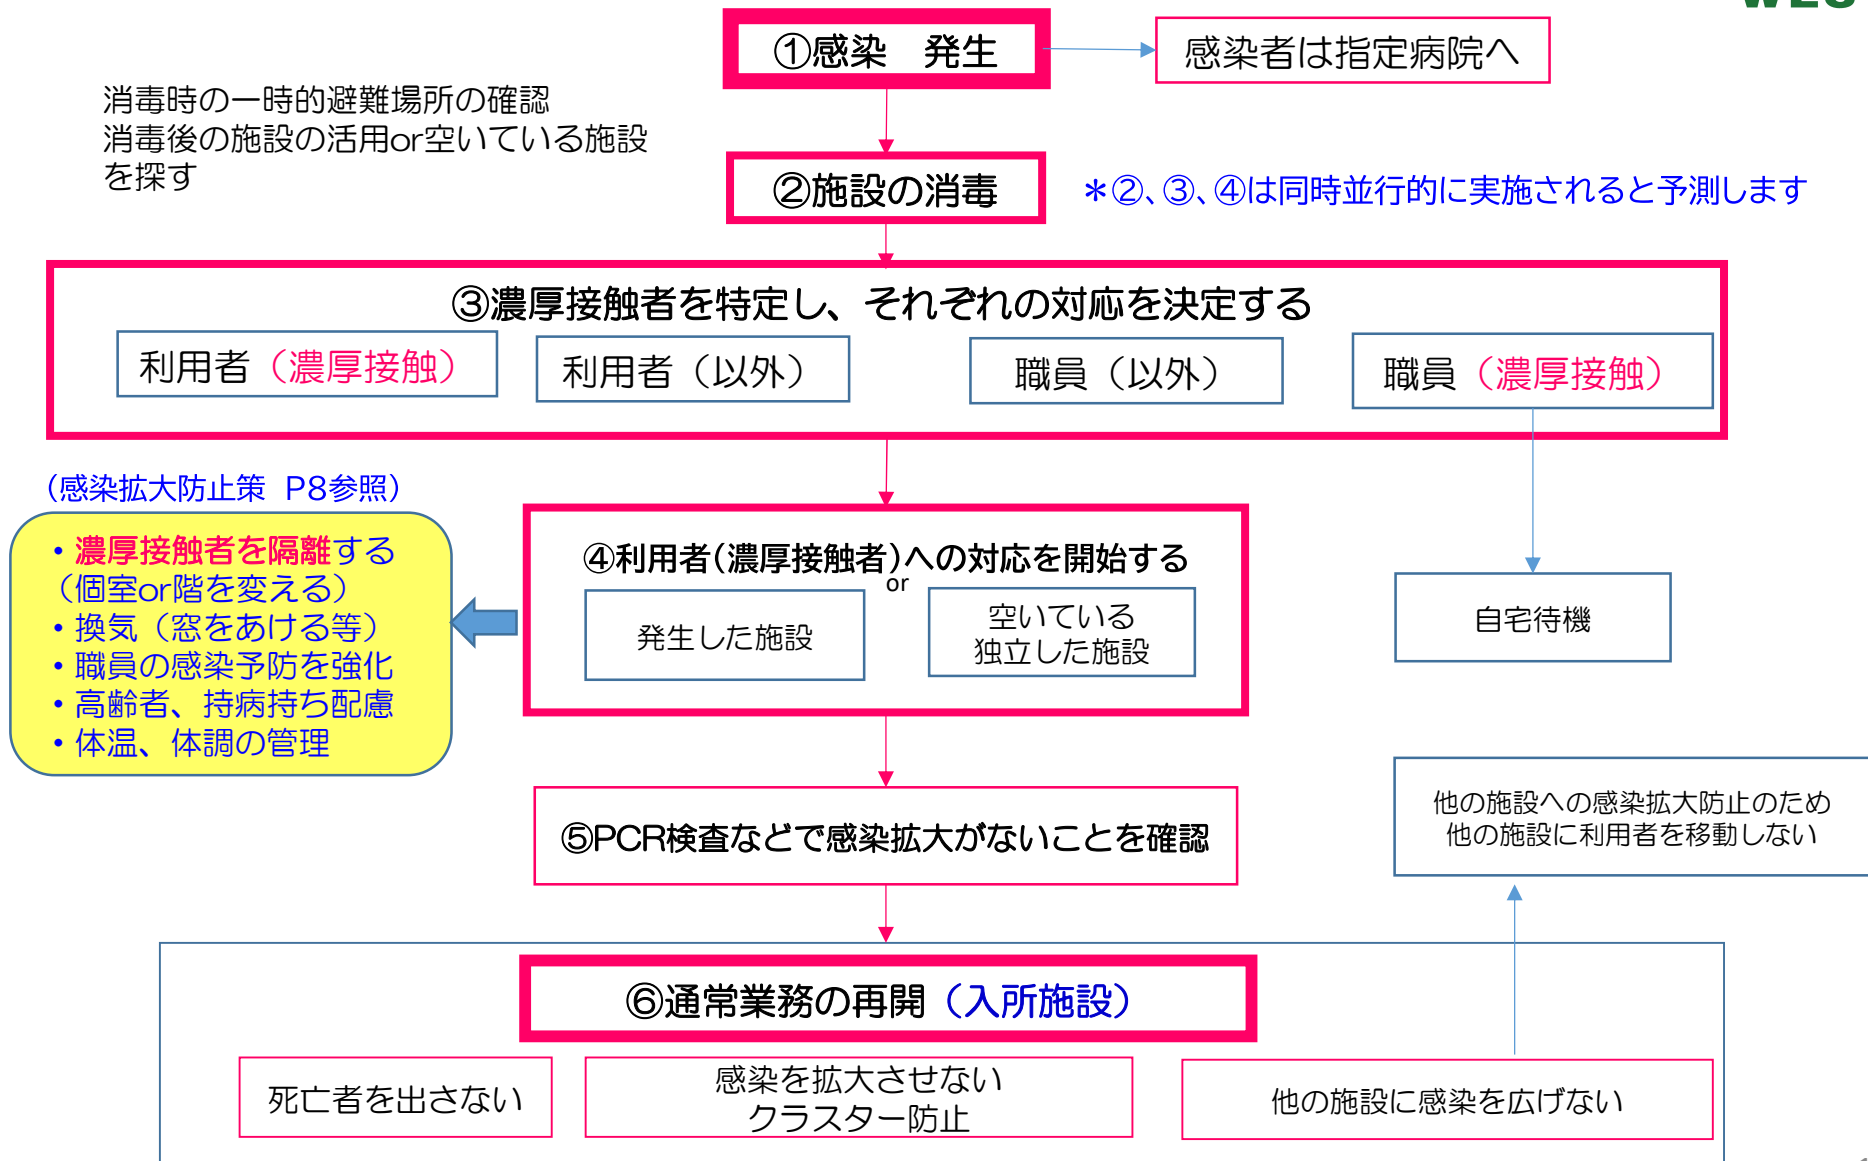 ①感染　発生
感染者は指定病院へ
消毒時の一時的避難場所の確認
消毒後の施設の活用or空いている施設
を探す
②施設の消毒
＊②、③、④は同時並行的に実施されると予測します
③濃厚接触者を特定し、それぞれの対応を決定する
利用者（濃厚接触）
利用者（以外）
職員（以外）
職員（濃厚接触）
（感染拡大防止策 P8参照）
・濃厚接触者を隔離する
（個室or階を変える）
・換気（窓をあける等）
・職員の感染予防を強化
・高齢者、持病持ち配慮
・体温、体調の管理
④利用者(濃厚接触者)への対応を開始する
or
発生した施設
空いている
独立した施設
自宅待機
⑤PCR検査などで感染拡大がないことを確認
他の施設への感染拡大防止のため
他の施設に利用者を移動しない
⑥通常業務の再開（入所施設）
死亡者を出さない
感染を拡大させない
クラスター防止
他の施設に感染を広げない